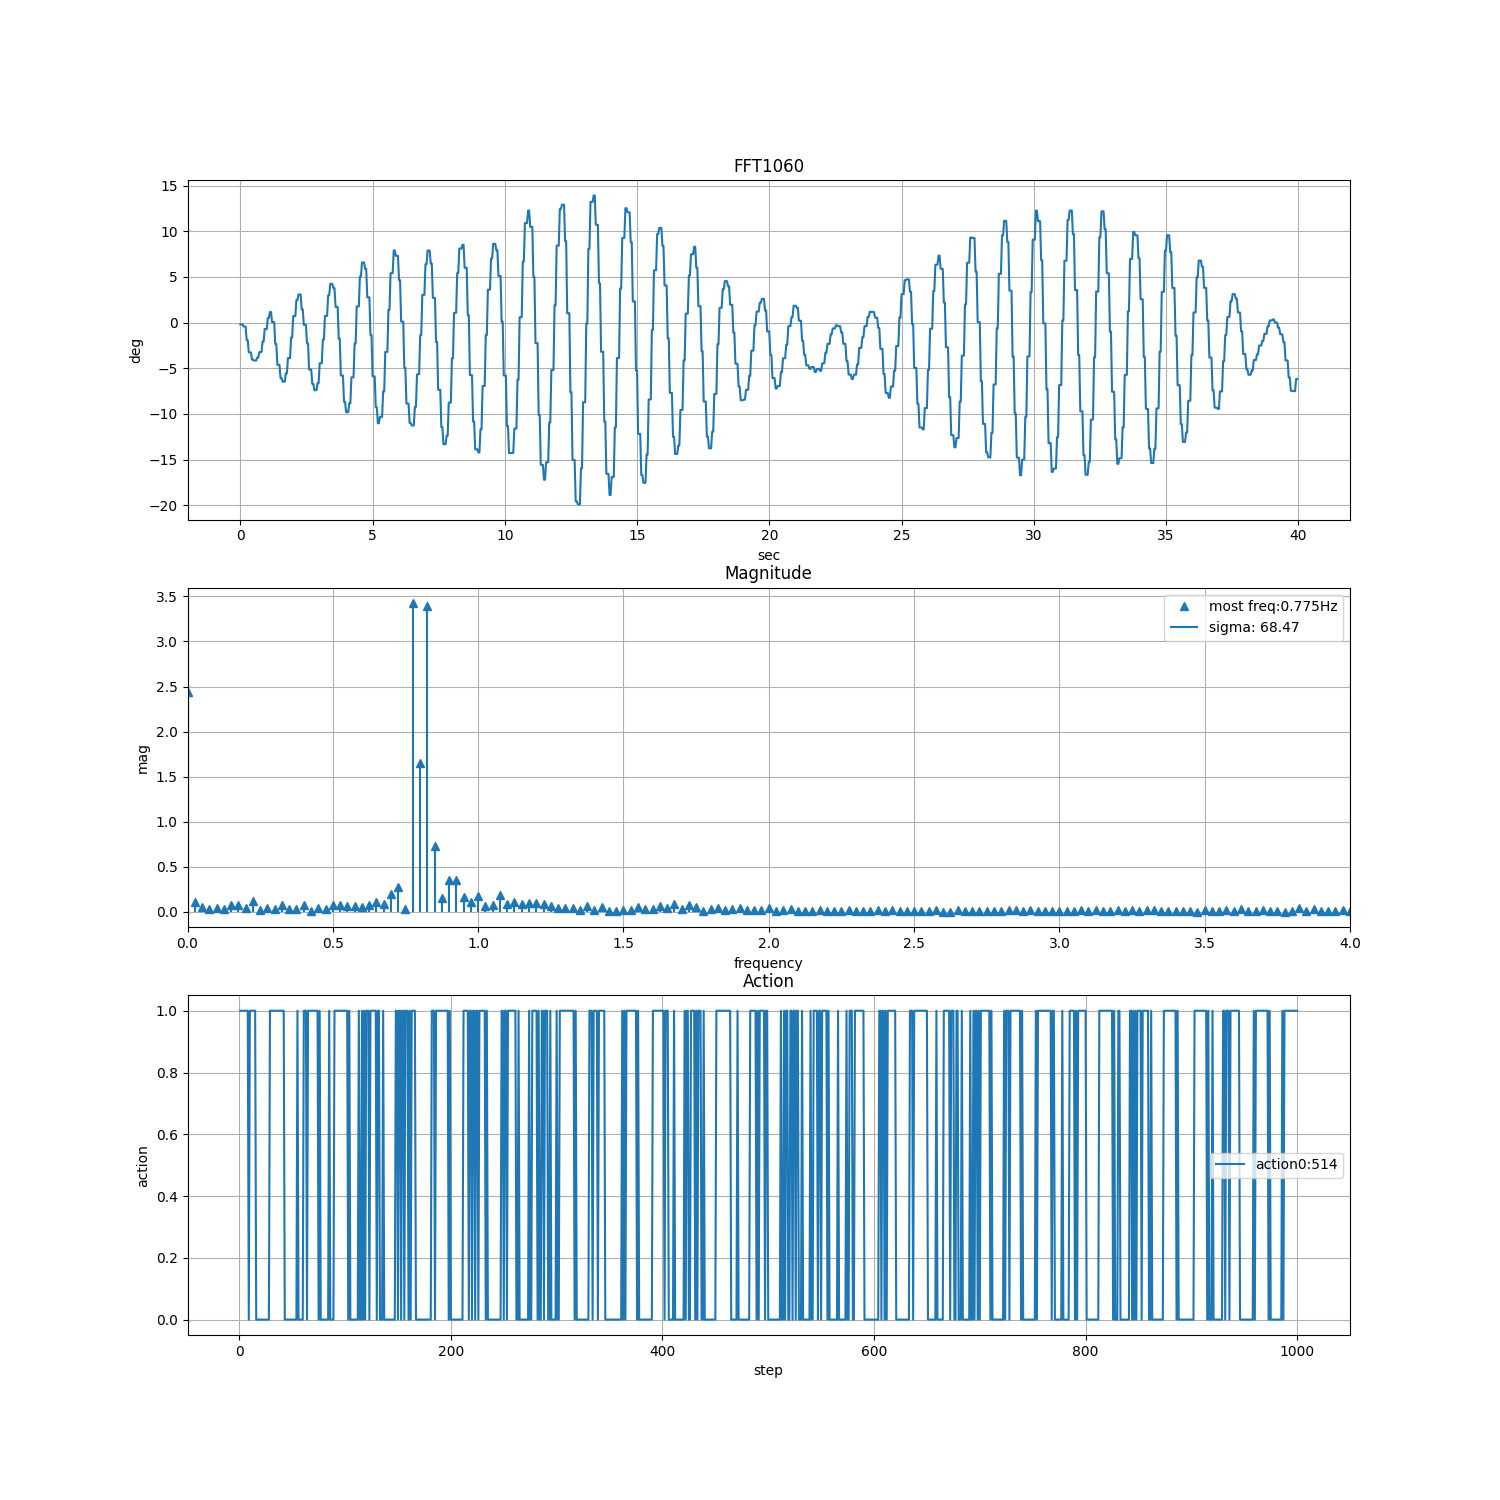 FFT1060
15
10
5
0
−5
−10
−15
−20
deg
0 5 10 15 20 25 30 35 40
sec
Magnitude
3.5
3.0
2.5
2.0
1.5
1.0
0.5
0.0
mag
most freq:0.775Hz
sigma: 68.47
0.0 0.5 1.0 1.5 2.0 2.5 3.0 3.5 4.0
frequency
Action
1.0
0.8
0.6
0.4
0.2
0.0
action
action0:514
0 200 400 600 800 1000
step